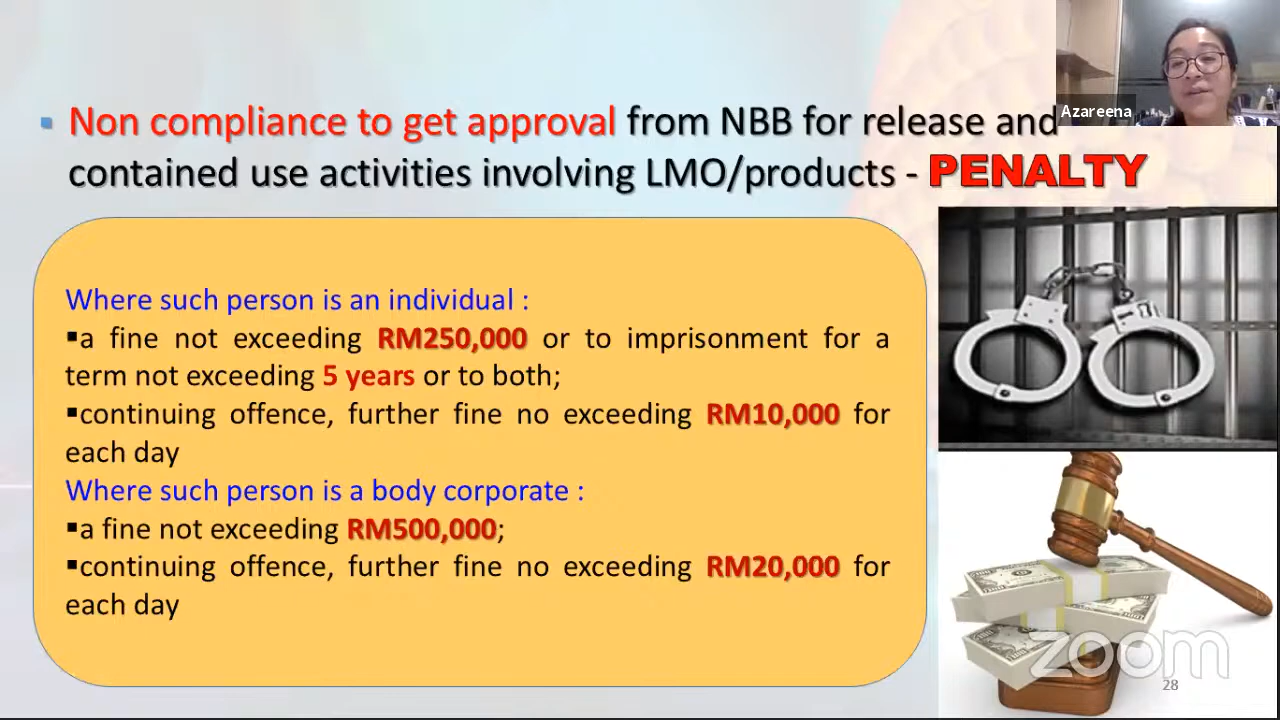 Azareena
▪ Non compliance to get approval from NBB for release and
contained use activities involving LMO/products - PENALTY
Where such person is an individual :
▪a fine not exceeding RM250,000 or to imprisonment for a
term not exceeding 5 years or to both;
▪continuing offence, further fine no exceeding RM10,000 for
each day
Where such person is a body corporate :
▪a fine not exceeding RM500,000;
▪continuing offence, further fine no exceeding RM20,000 for
each day
zoom
28